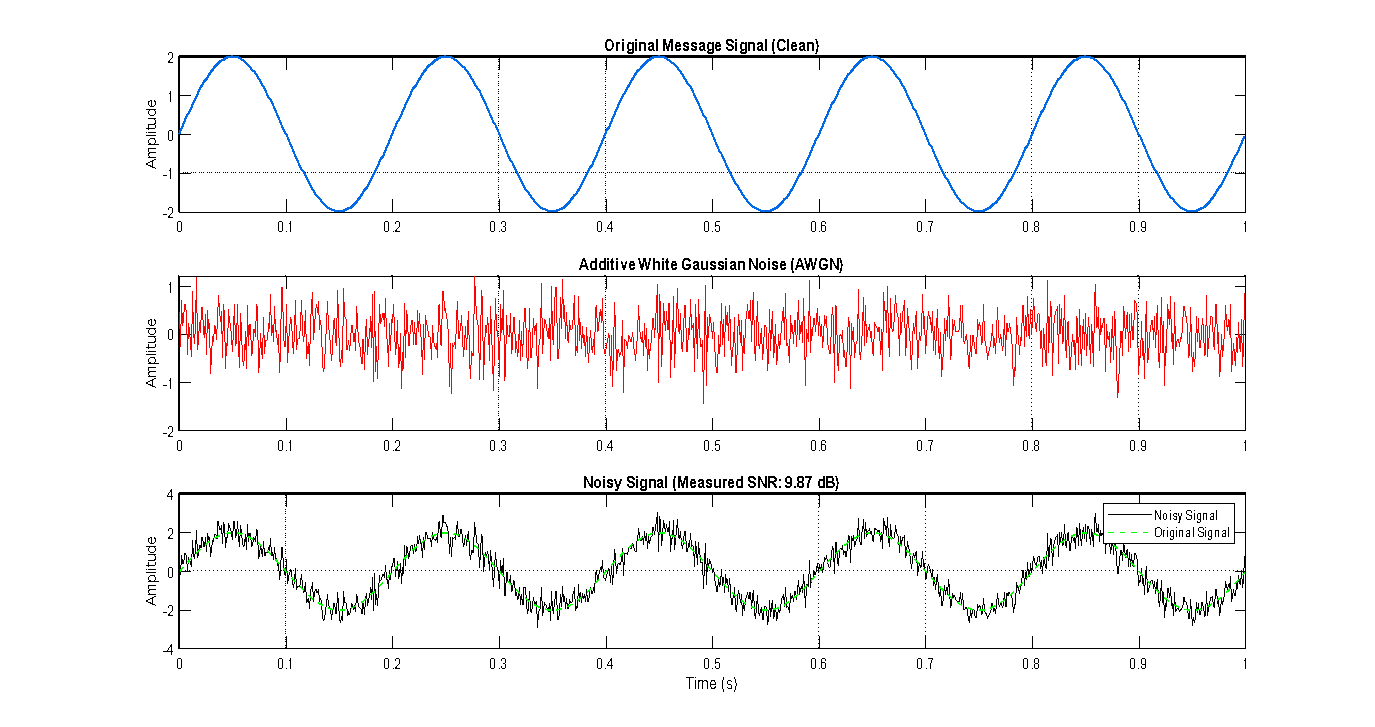 Original Message Signal (Clean)
Amplitude
2
1
0
-1
-2
0 0.1 0.2 0.3 0.4 0.5 0.6 0.7 0.8 0.9 1
Additive White Gaussian Noise (AWGN)
Amplitude
1
0
-1
-2
0 0.1 0.2 0.3 0.4 0.5 0.6 0.7 0.8 0.9 1
Noisy Signal (Measured SNR: 9.87 dB)
Amplitude
4
2
0
-2
-4
Noisy Signal
Original Signal
0 0.1 0.2 0.3 0.4 0.5 0.6 0.7 0.8 0.9 1
Time (s)